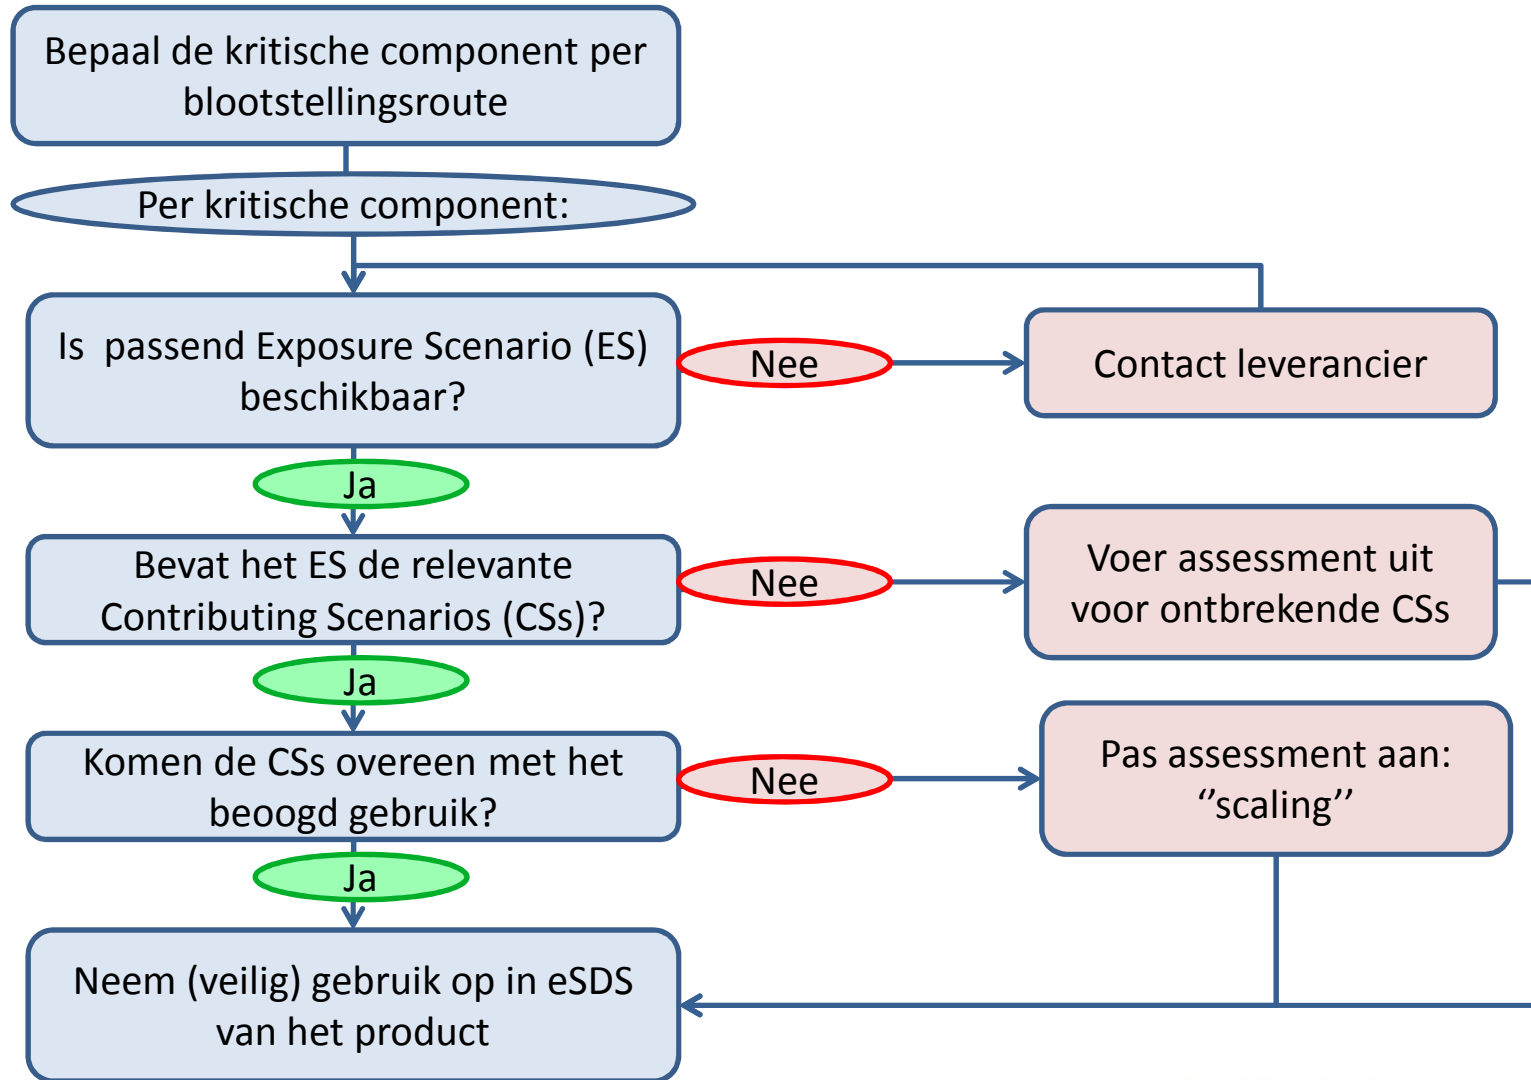 Bepaal de kritische component per
blootstellingsroute
Per kritische component:
Is passend Exposure Scenario (ES)
beschikbaar?
Nee
Contact leverancier
Ja
Bevat het ES de relevante
Contributing Scenarios (CSs)?
Nee
Voer assessment uit
voor ontbrekende CSs
Ja
Komen de CSs overeen met het
beoogd gebruik?
Nee
Pas assessment aan:
‘’scaling’’
Ja
Neem (veilig) gebruik op in eSDS
van het product